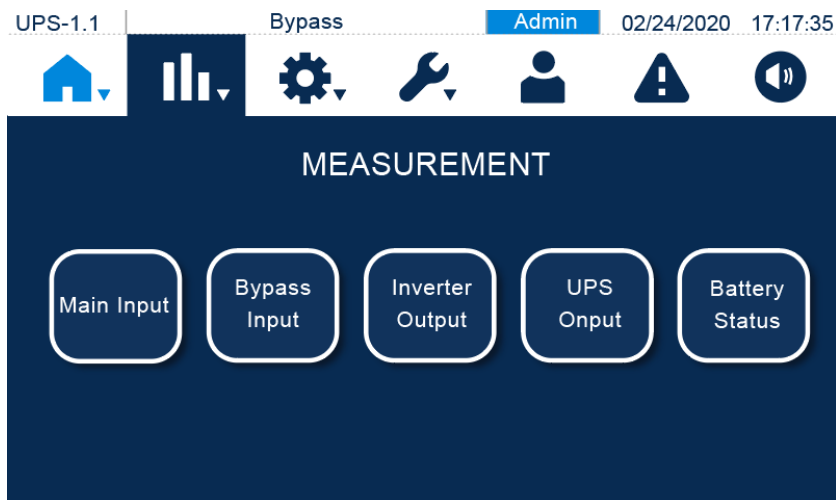 UPS-1.1 Bypass Admin 02/24/2020 17:17:35
MEASUREMENT
Main Input
Bypass
Input
Inverter
Output
UPS
Onput
Battery
Status